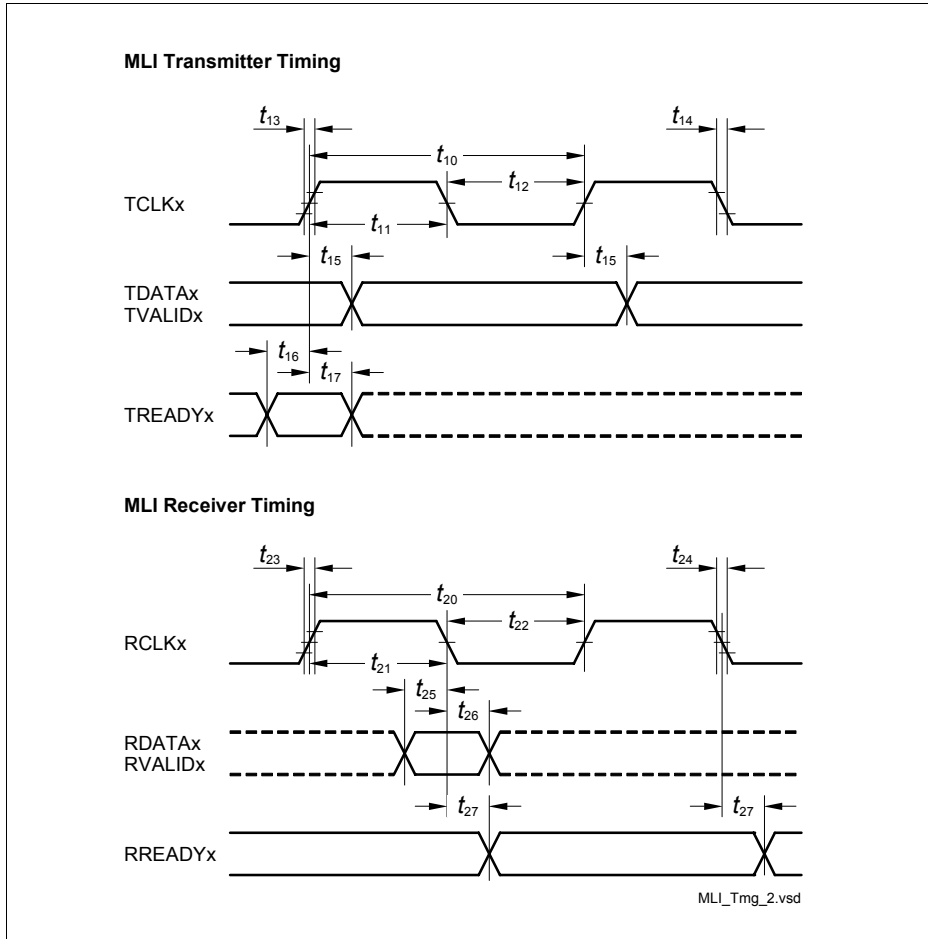 MLI Transmitter Timing
t13
t14
t10
t12
TCLKx
t11
t15
t15
TDATAx
TVALIDx
t16
t17
TREADYx
MLI Receiver Timing
t23
t24
t20
t22
RCLKx
t21
t25
t26
RDATAx
RVALIDx
t27
t27
RREADYx
MLI_Tmg_2.vsd